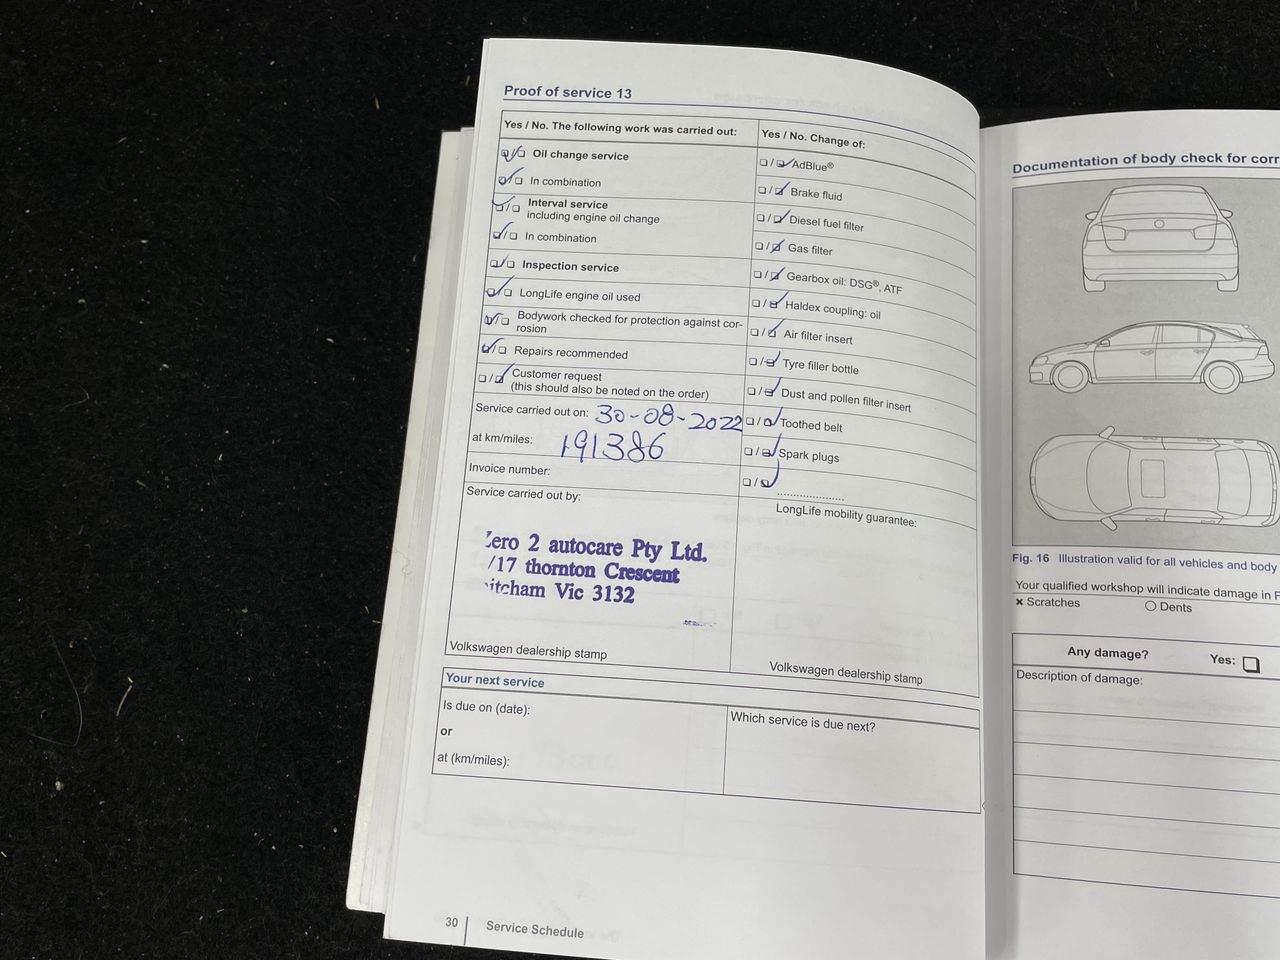 Proof of service 13
Yes / No. The following work was carried out:
Oil change service
In combination
Interval service
including engine oil change
In combination
Inspection service
LongLife engine oil used
Bodywork checked for protection against cor-
rosion
Repairs recommended
Customer request
(this should also be noted on the order)
Service carried out on: 30-08-2022
at km/miles: 191386
Invoice number:
Service carried out by:
Zero 2 autocare Pty Ltd.
/17 thornton Crescent
itcham Vic 3132
Volkswagen dealership stamp
Yes / No. Change of:
AdBlue®
Brake fluid
Diesel fuel filter
Gas filter
Gearbox oil: DSG®, ATF
Haldex coupling: oil
Air filter insert
Tyre filler bottle
Dust and pollen filter insert
Toothed belt
Spark plugs
....................
LongLife mobility guarantee:
Volkswagen dealership stamp
Your next service
Is due on (date):
or
at (km/miles):
Which service is due next?
30 Service Schedule
Documentation of body check for corr
Fig. 16 Illustration valid for all vehicles and body
Your qualified workshop will indicate damage in F
× Scratches
Dents
Any damage?
Yes:
Description of damage: